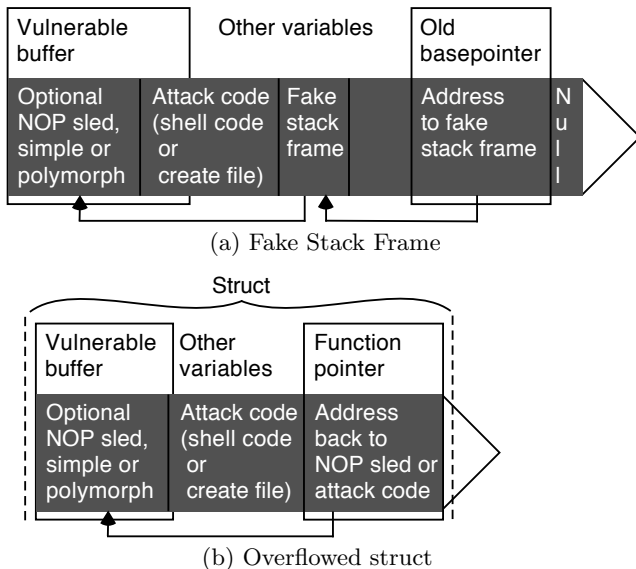 Vulnerable
buffer
Other variables
Old
basepointer
Optional
NOP sled,
simple or
polymorph
Attack code
(shell code
or
create file)
Fake
stack
frame
Address
to fake
stack frame
N
u
l
l
(a) Fake Stack Frame
Struct
Vulnerable
buffer
Other
variables
Function
pointer
Optional
NOP sled,
simple or
polymorph
Attack code
(shell code
or
create file)
Address
back to
NOP sled or
attack code
(b) Overflowed struct